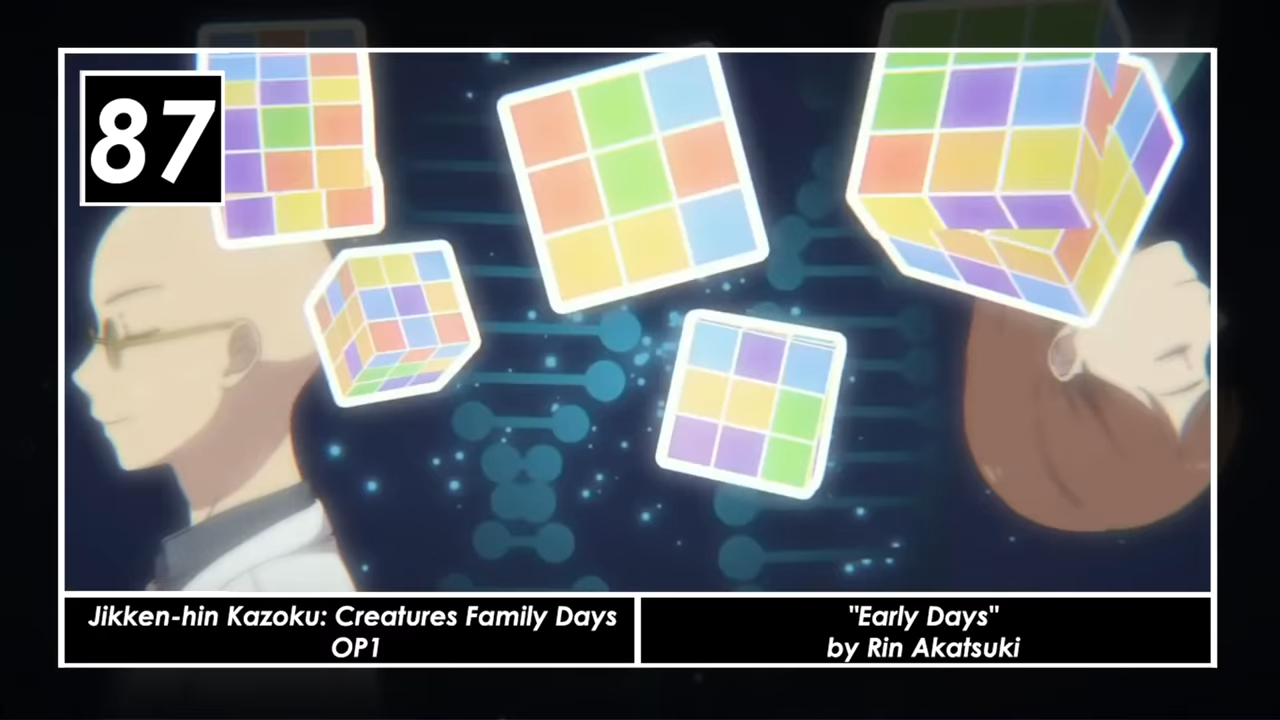 87
Jikken-hin Kazoku: Creatures Family Days
OP1
"Early Days"
by Rin Akatsuki